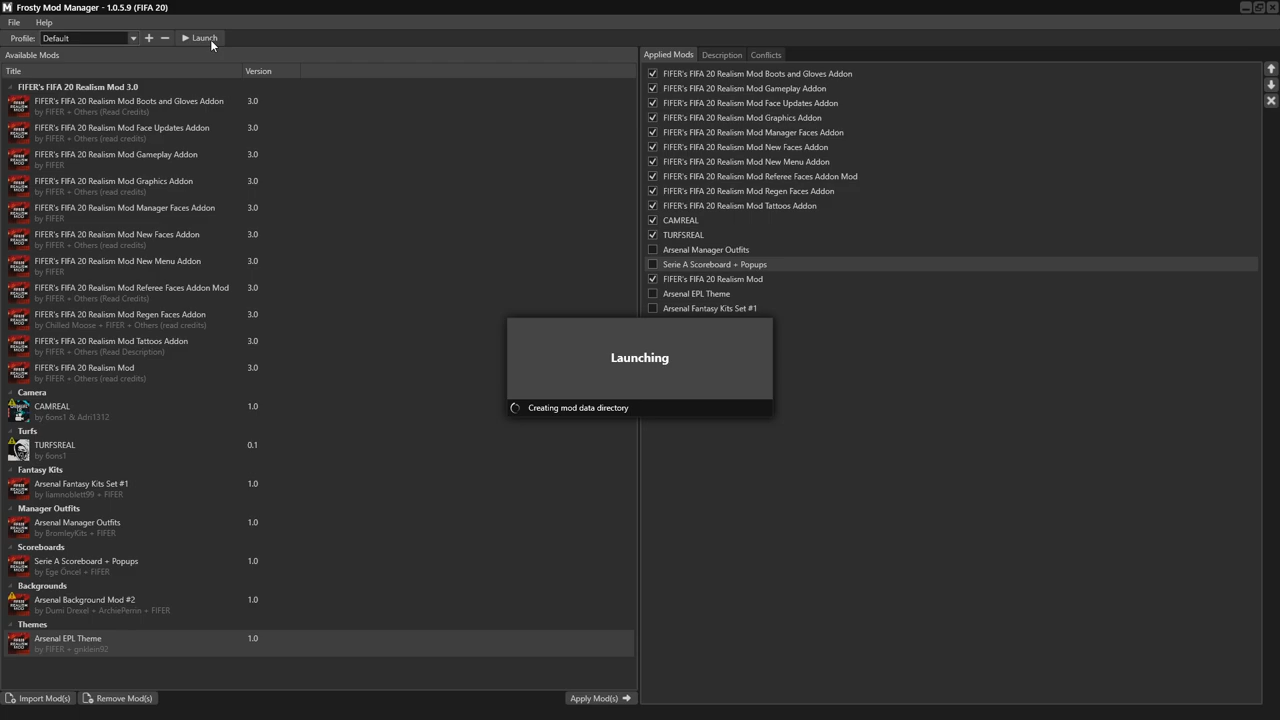 Frosty Mod Manager - 1.0.5.9 (FIFA 20)
File Help
Profile: Default Launch
Available Mods
Title Version
FIFER's FIFA 20 Realism Mod 3.0
FIFER's FIFA 20 Realism Mod Boots and Gloves Addon 3.0
by FIFER + Others (Read Credits)
FIFER's FIFA 20 Realism Mod Face Updates Addon 3.0
by FIFER + Others (read credits)
FIFER's FIFA 20 Realism Mod Gameplay Addon 3.0
by FIFER
FIFER's FIFA 20 Realism Mod Graphics Addon 3.0
by FIFER + Others (read credits)
FIFER's FIFA 20 Realism Mod Manager Faces Addon 3.0
by FIFER
FIFER's FIFA 20 Realism Mod New Faces Addon 3.0
by FIFER + Others (read credits)
FIFER's FIFA 20 Realism Mod New Menu Addon 3.0
by FIFER
FIFER's FIFA 20 Realism Mod Referee Faces Addon Mod 3.0
by FIFER + Others (Read Credits)
FIFER's FIFA 20 Realism Mod Regen Faces Addon 3.0
by Chilled Moose + FIFER + Others (read credits)
FIFER's FIFA 20 Realism Mod Tattoos Addon 3.0
by FIFER + Others (Read Description)
FIFER's FIFA 20 Realism Mod 3.0
by FIFER + Others (read credits)
Camera
CAMREAL 1.0
by 6ons1 & Adri1312
Turfs
TURFSREAL 0.1
by 6ons1
Fantasy Kits
Arsenal Fantasy Kits Set #1 1.0
by liamnoblett99 + FIFER
Manager Outfits
Arsenal Manager Outfits 1.0
by BromleyKits + FIFER
Scoreboards
Serie A Scoreboard + Popups 1.0
by Ege Öncel + FIFER
Backgrounds
Arsenal Background Mod #2 1.0
by Dumi Drexel + ArchiePerrin + FIFER
Themes
Arsenal EPL Theme 1.0
by FIFER + gnklein92
Import Mod(s) Remove Mod(s) Apply Mod(s)
Applied Mods Description Conflicts
FIFER's FIFA 20 Realism Mod Boots and Gloves Addon
FIFER's FIFA 20 Realism Mod Gameplay Addon
FIFER's FIFA 20 Realism Mod Face Updates Addon
FIFER's FIFA 20 Realism Mod Graphics Addon
FIFER's FIFA 20 Realism Mod Manager Faces Addon
FIFER's FIFA 20 Realism Mod New Faces Addon
FIFER's FIFA 20 Realism Mod New Menu Addon
FIFER's FIFA 20 Realism Mod Referee Faces Addon Mod
FIFER's FIFA 20 Realism Mod Regen Faces Addon
FIFER's FIFA 20 Realism Mod Tattoos Addon
CAMREAL
TURFSREAL
Arsenal Manager Outfits
Serie A Scoreboard + Popups
FIFER's FIFA 20 Realism Mod
Arsenal EPL Theme
Arsenal Fantasy Kits Set #1
Launching
Creating mod data directory